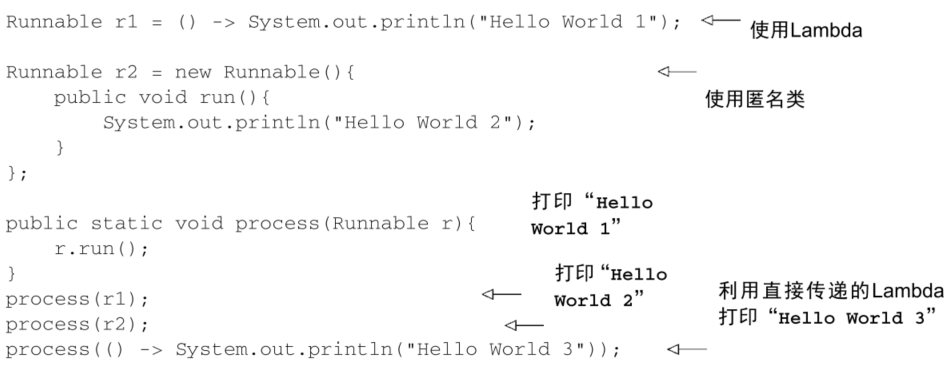 Runnable r1 = () -> System.out.println("Hello World 1");
使用Lambda
Runnable r2 = new Runnable(){
使用匿名类
    public void run(){
        System.out.println("Hello World 2");
    }
};
public static void process(Runnable r){
    r.run();
}
process(r1);
打印“Hello
World 1”
process(r2);
打印“Hello
World 2”
process(() -> System.out.println("Hello World 3"));
利用直接传递的Lambda
打印“Hello World 3”